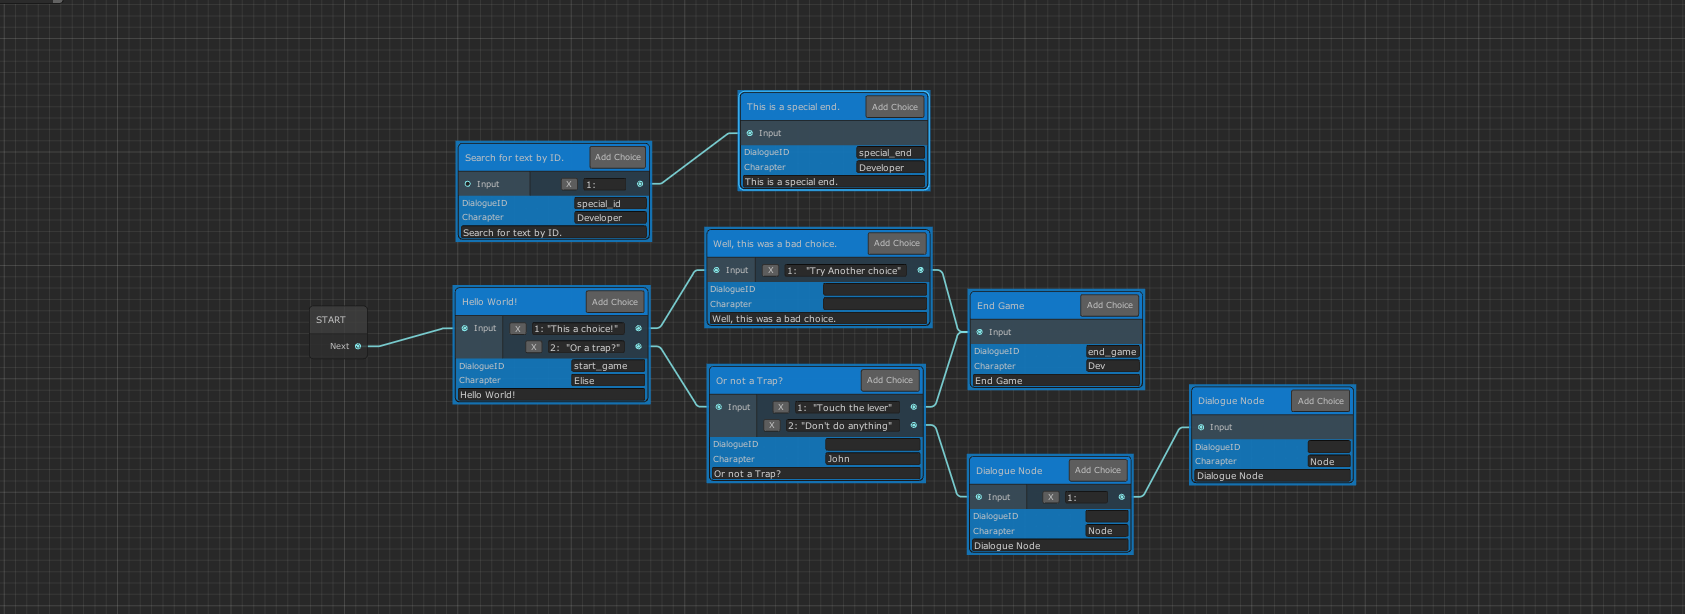 This is a special end. Add Choice
Input
DialogueID special_end
Charapter Developer
This is a special end.
Search for text by ID. Add Choice
Input X 1:
DialogueID special_id
Charapter Developer
Search for text by ID.
START
Next
Hello World! Add Choice
Input X 1: "This a choice!"
X 2: "Or a trap?"
DialogueID start_game
Charapter Elise
Hello World!
Well, this was a bad choice. Add Choice
Input X 1: "Try Another choice"
DialogueID
Charapter
Well, this was a bad choice.
Or not a Trap? Add Choice
Input X 1: "Touch the lever"
X 2: "Don't do anything"
DialogueID
Charapter John
Or not a Trap?
End Game Add Choice
Input
DialogueID end_game
Charapter Dev
End Game
Dialogue Node Add Choice
Input X 1:
DialogueID
Charapter Node
Dialogue Node
Dialogue Node Add Choice
Input
DialogueID
Charapter Node
Dialogue Node